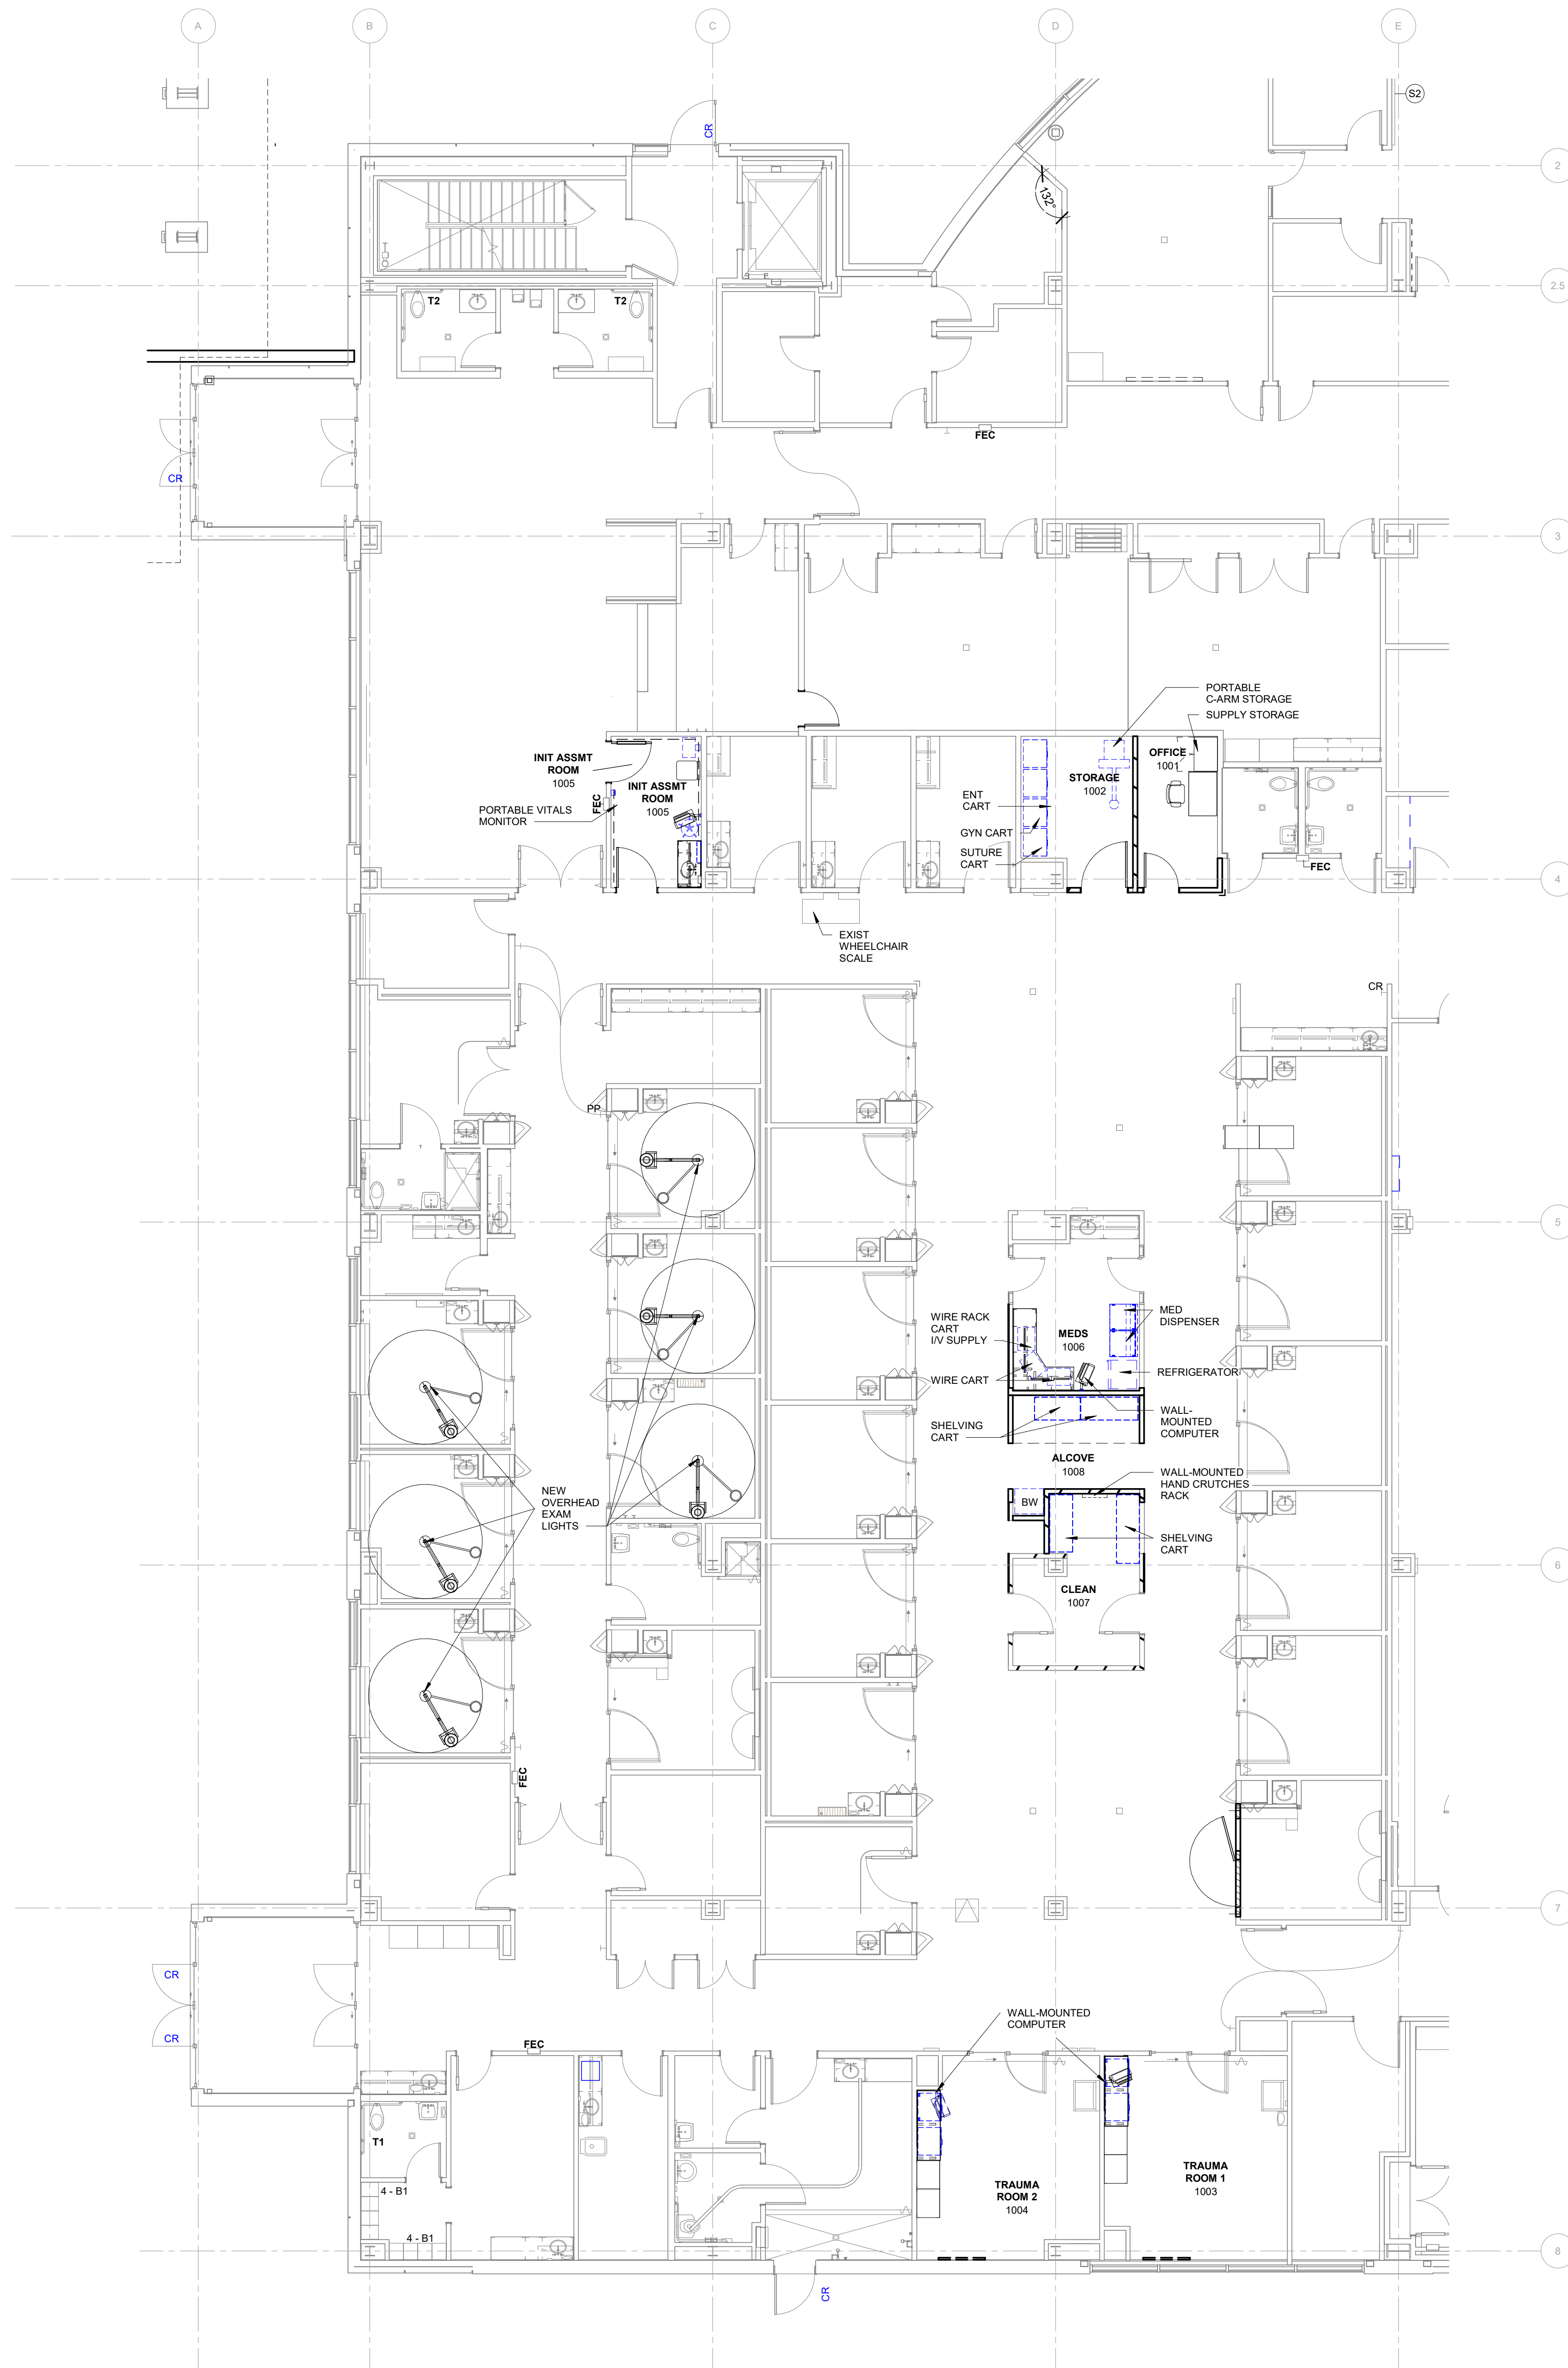 A
B
C
D
E
S2
CR
2
132°
2.5
T2
T2
FEC
CR
3
PORTABLE
C-ARM STORAGE
SUPPLY STORAGE
INIT ASSMT
ROOM
1005
INIT ASSMT
ROOM
1005
OFFICE
1001
STORAGE
1002
ENT
CART
PORTABLE VITALS
MONITOR
FEC
GYN CART
SUTURE
CART
FEC
4
EXIST
WHEELCHAIR
SCALE
CR
PP
5
WIRE RACK
CART
I/V SUPPLY
MEDS
1006
MED
DISPENSER
WIRE CART
REFRIGERATOR
SHELVING
CART
WALL-
MOUNTED
COMPUTER
ALCOVE
1008
WALL-MOUNTED
HAND CRUTCHES
RACK
NEW
OVERHEAD
EXAM
LIGHTS
BW
SHELVING
CART
6
CLEAN
1007
FEC
7
CR
CR
FEC
WALL-MOUNTED
COMPUTER
T1
4 - B1
4 - B1
TRAUMA
ROOM 2
1004
TRAUMA
ROOM 1
1003
8
CR